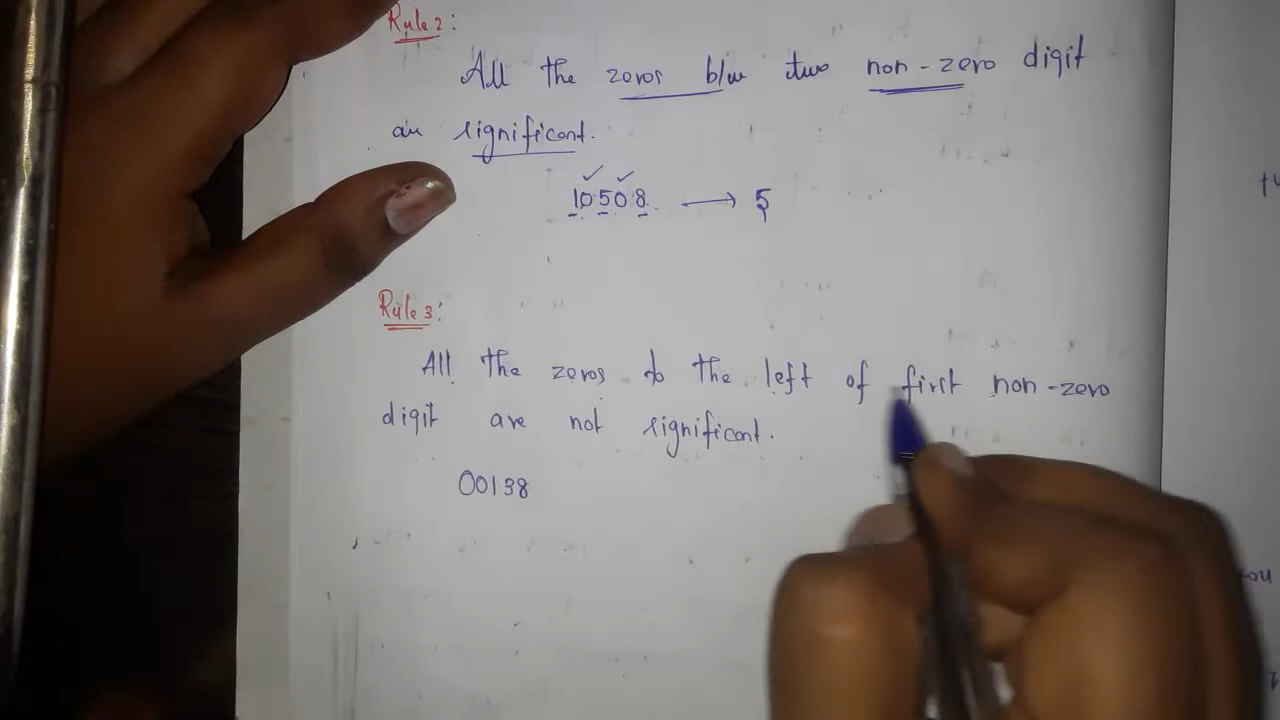 Rule 2:
All the zeros b/w two non-zero digit
are significant.
10508 → 5
Rule 3:
All the zeros to the left of first non-zero
digit are not significant.
00138